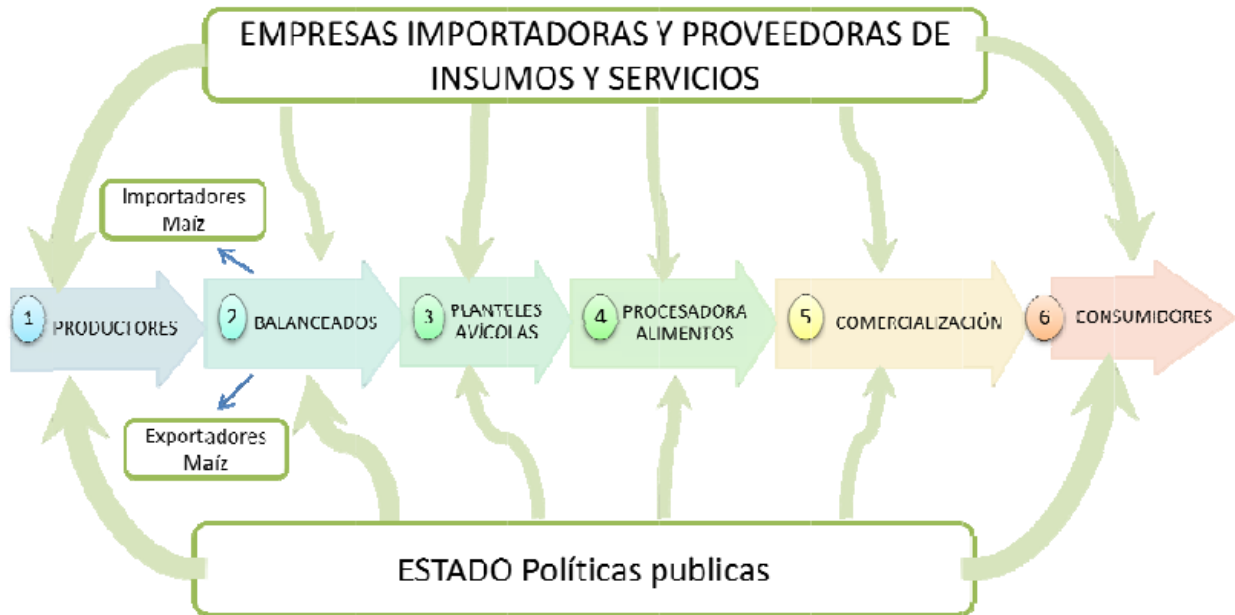 EMPRESAS IMPORTADORAS Y PROVEEDORAS DE
INSUMOS Y SERVICIOS
Importadores
Maíz
1
PRODUCTORES
2
BALANCEADOS
3
PLANTELES
AVÍCOLAS
4
PROCESADORA
ALIMENTOS
5
COMERCIALIZACIÓN
6
CONSUMIDORES
Exportadores
Maíz
ESTADO Políticas publicas